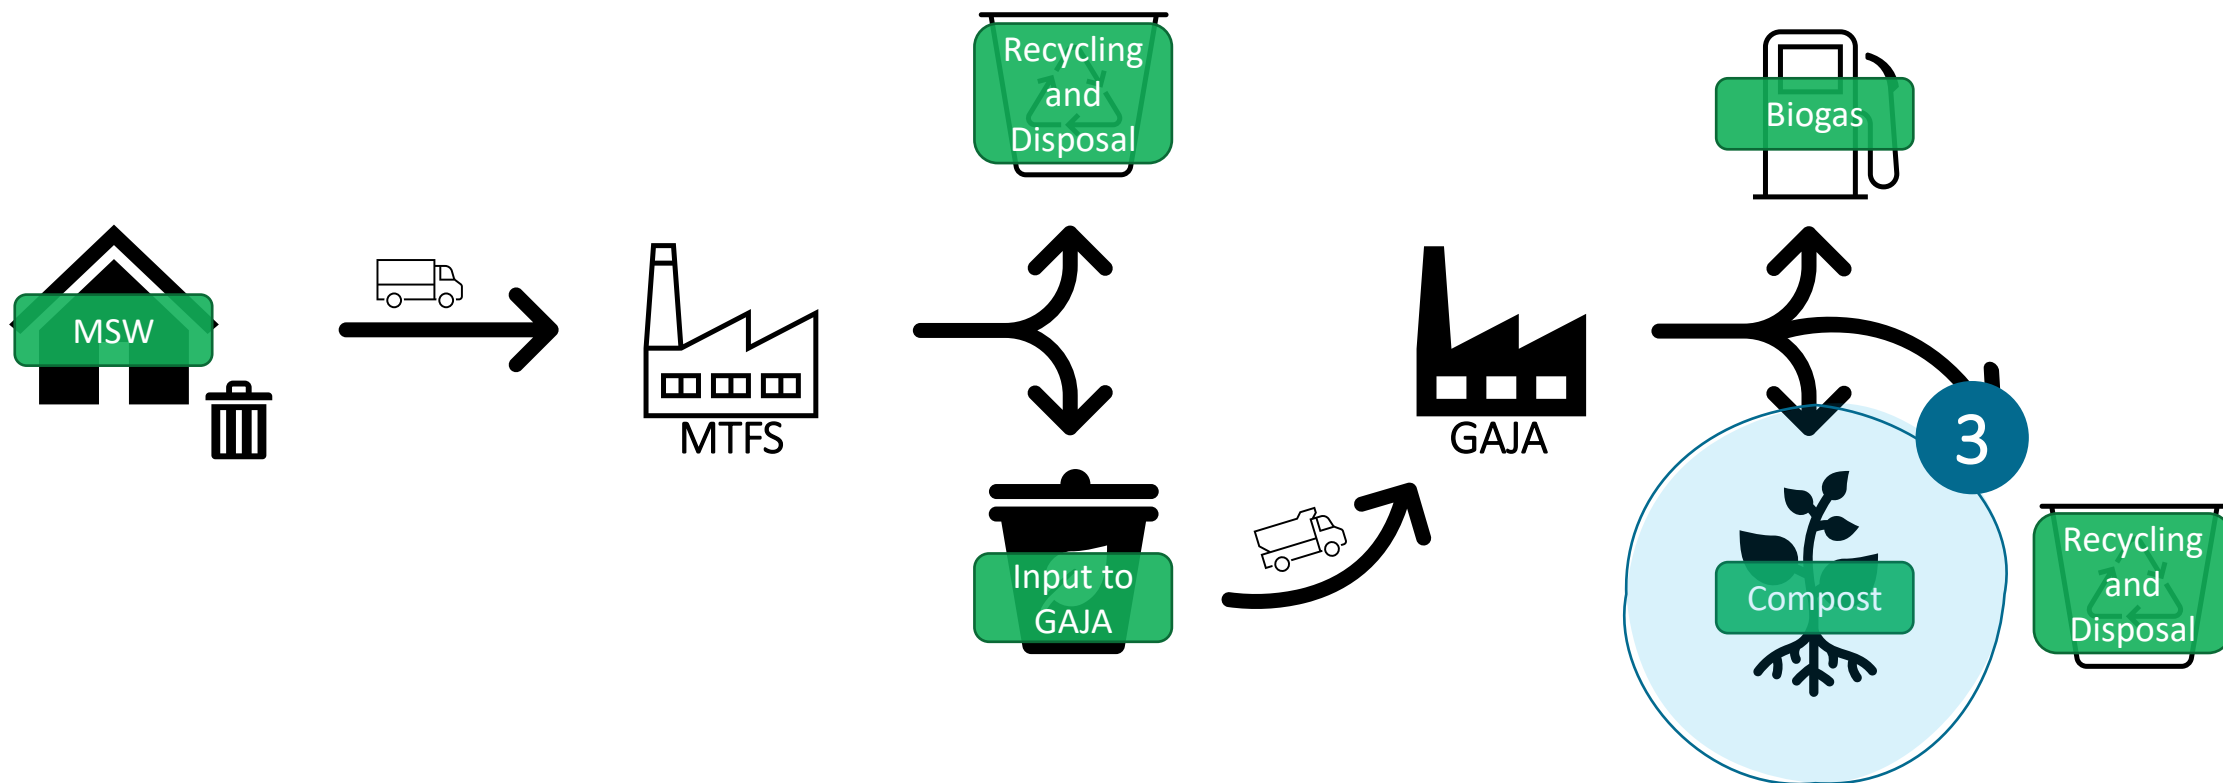 MSW
MTFS
Recycling
and
Disposal
Input to
GAJA
GAJA
Biogas
3
Compost
Recycling
and
Disposal